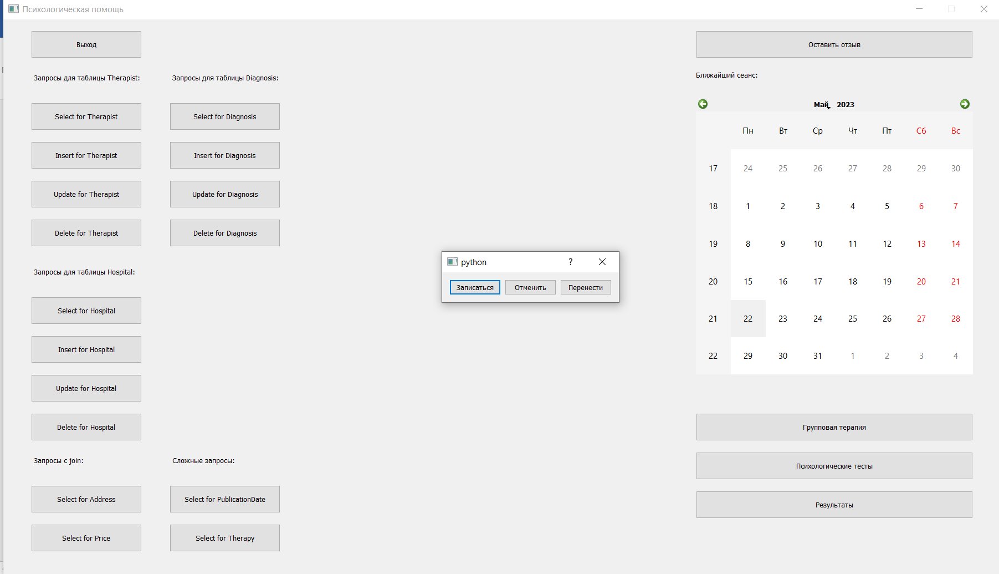 Психологическая помощь
Выход
Запросы для таблицы Therapist:
Запросы для таблицы Diagnosis:
Select for Therapist
Select for Diagnosis
Insert for Therapist
Insert for Diagnosis
Update for Therapist
Update for Diagnosis
Delete for Therapist
Delete for Diagnosis
Запросы для таблицы Hospital:
Select for Hospital
Insert for Hospital
Update for Hospital
Delete for Hospital
Запросы с join:
Сложные запросы:
Select for Address
Select for PublicationDate
Select for Price
Select for Therapy
python ?
Записаться Отменить Перенести
Оставить отзыв
Ближайший сеанс:
Май 2023
Пн Вт Ср Чт Пт Сб Вс
17 24 25 26 27 28 29 30
18 1 2 3 4 5 6 7
19 8 9 10 11 12 13 14
20 15 16 17 18 19 20 21
21 22 23 24 25 26 27 28
22 29 30 31 1 2 3 4
Групповая терапия
Психологические тесты
Результаты